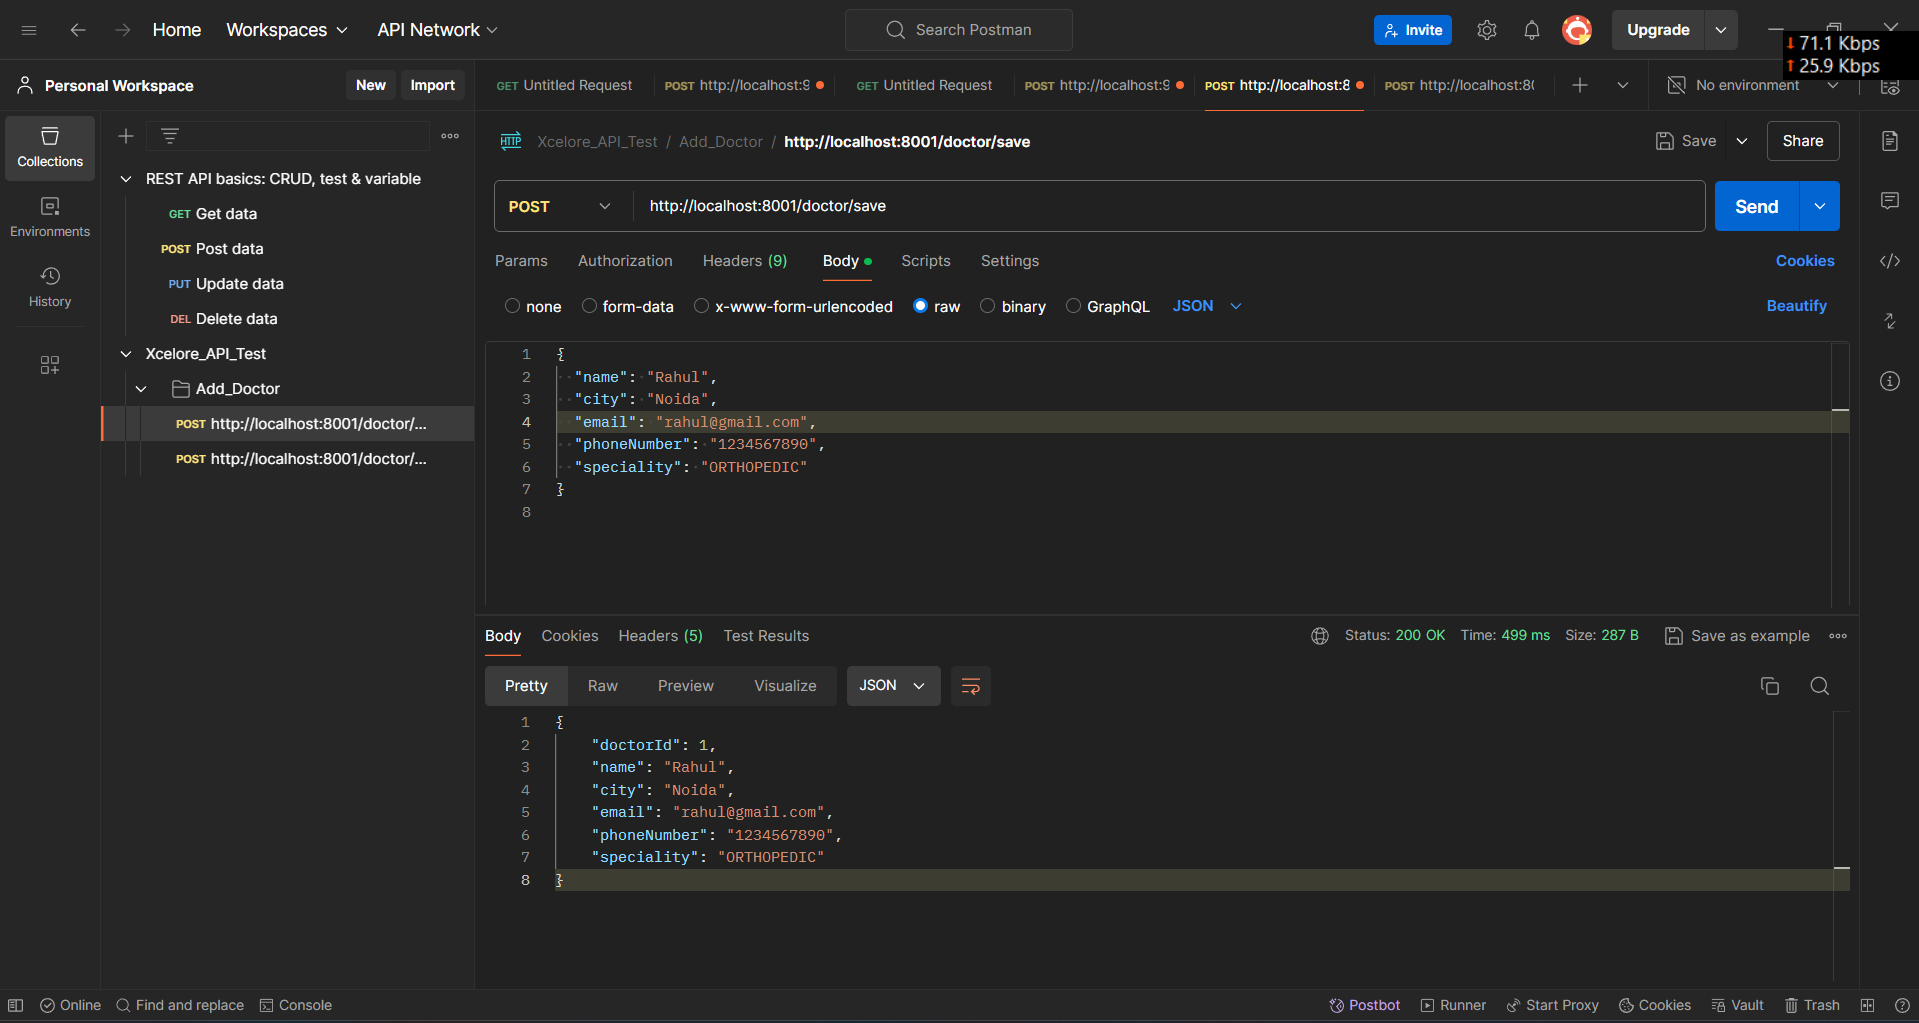 Home Workspaces API Network Search Postman Invite Upgrade
71.1 Kbps
25.9 Kbps
Personal Workspace New Import
GET Untitled Request POST http://localhost:9 GET Untitled Request POST http://localhost:9 POST http://localhost:8 POST http://localhost:80 No environment
Collections
Environments
History
REST API basics: CRUD, test & variable
GET Get data
POST Post data
PUT Update data
DEL Delete data
Xcelore_API_Test
Add_Doctor
POST http://localhost:8001/doctor/...
POST http://localhost:8001/doctor/...
HTTP Xcelore_API_Test / Add_Doctor / http://localhost:8001/doctor/save Save Share
POST http://localhost:8001/doctor/save Send
Params Authorization Headers (9) Body Scripts Settings Cookies
none form-data x-www-form-urlencoded raw binary GraphQL JSON Beautify
1 {
2 "name": "Rahul",
3 "city": "Noida",
4 "email": "rahul@gmail.com",
5 "phoneNumber": "1234567890",
6 "speciality": "ORTHOPEDIC"
7 }
8
Body Cookies Headers (5) Test Results Status: 200 OK Time: 499 ms Size: 287 B Save as example
Pretty Raw Preview Visualize JSON
1 {
2 "doctorId": 1,
3 "name": "Rahul",
4 "city": "Noida",
5 "email": "rahul@gmail.com",
6 "phoneNumber": "1234567890",
7 "speciality": "ORTHOPEDIC"
8 }
Online Find and replace Console Postbot Runner Start Proxy Cookies Vault Trash